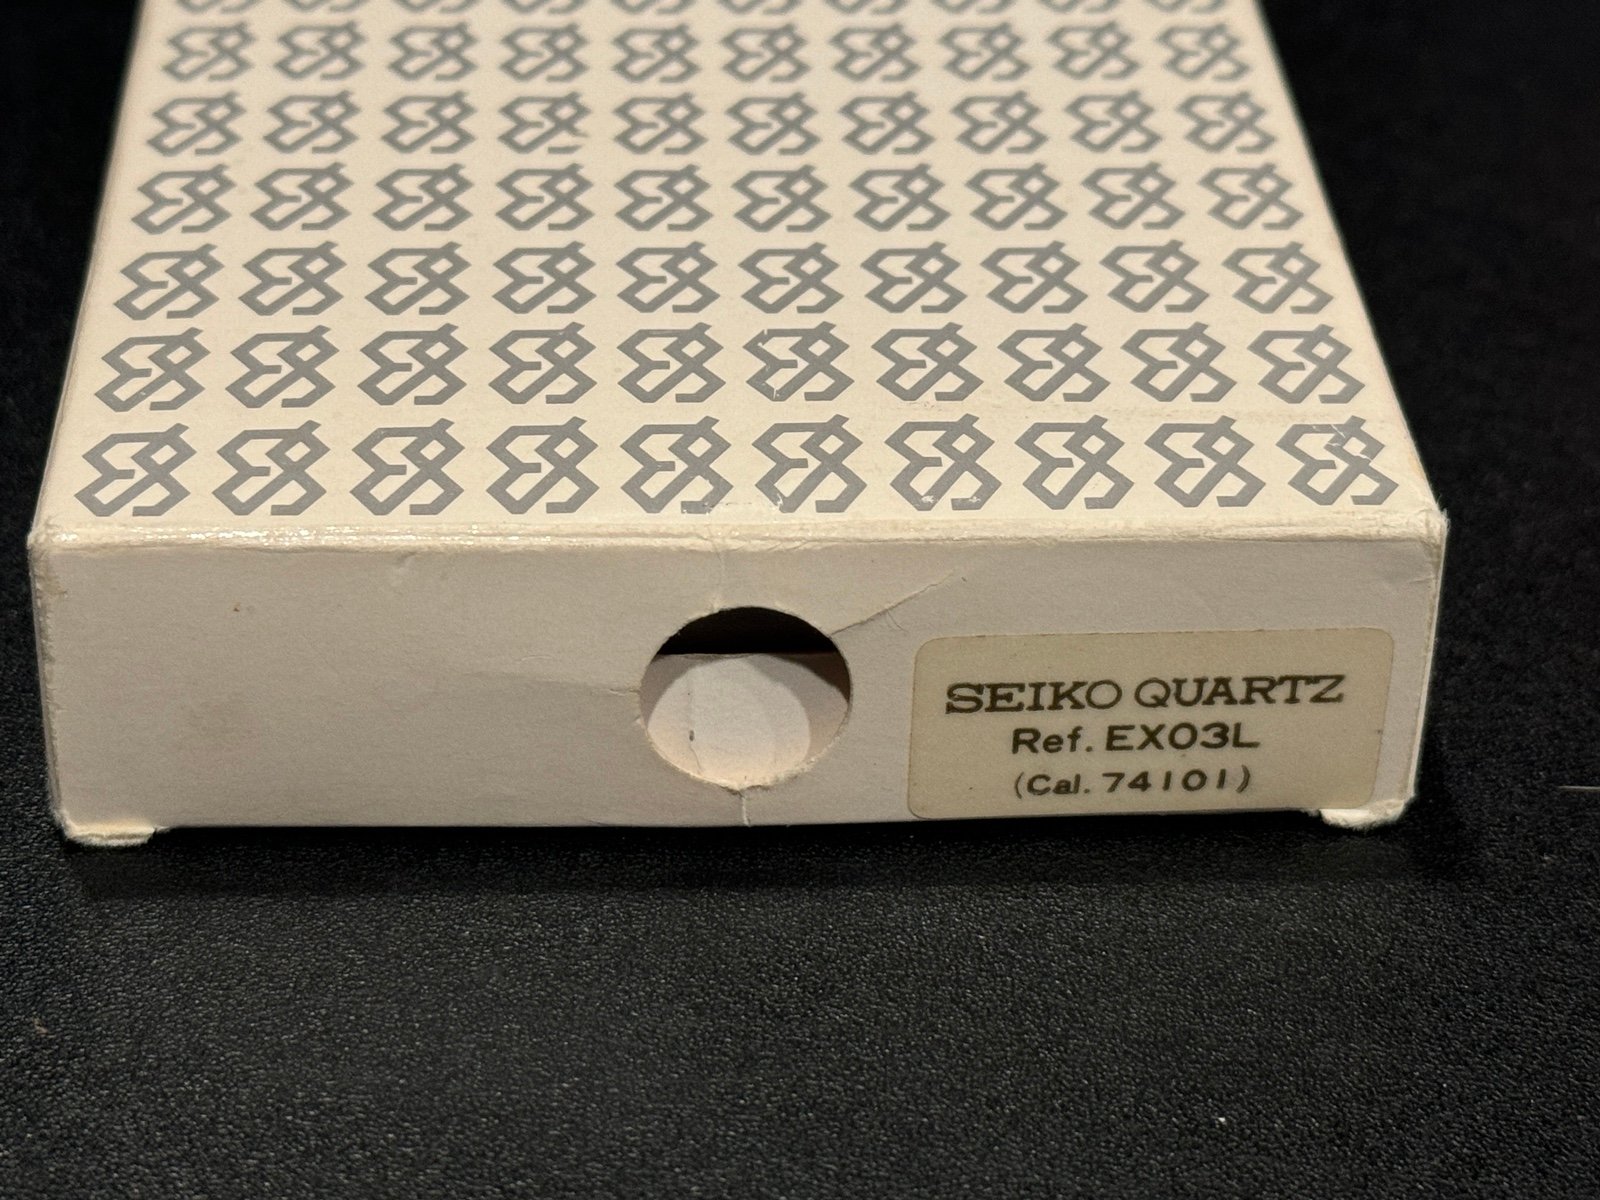 SEIKO QUARTZ
Ref. EX03L
(Cal. 74101)